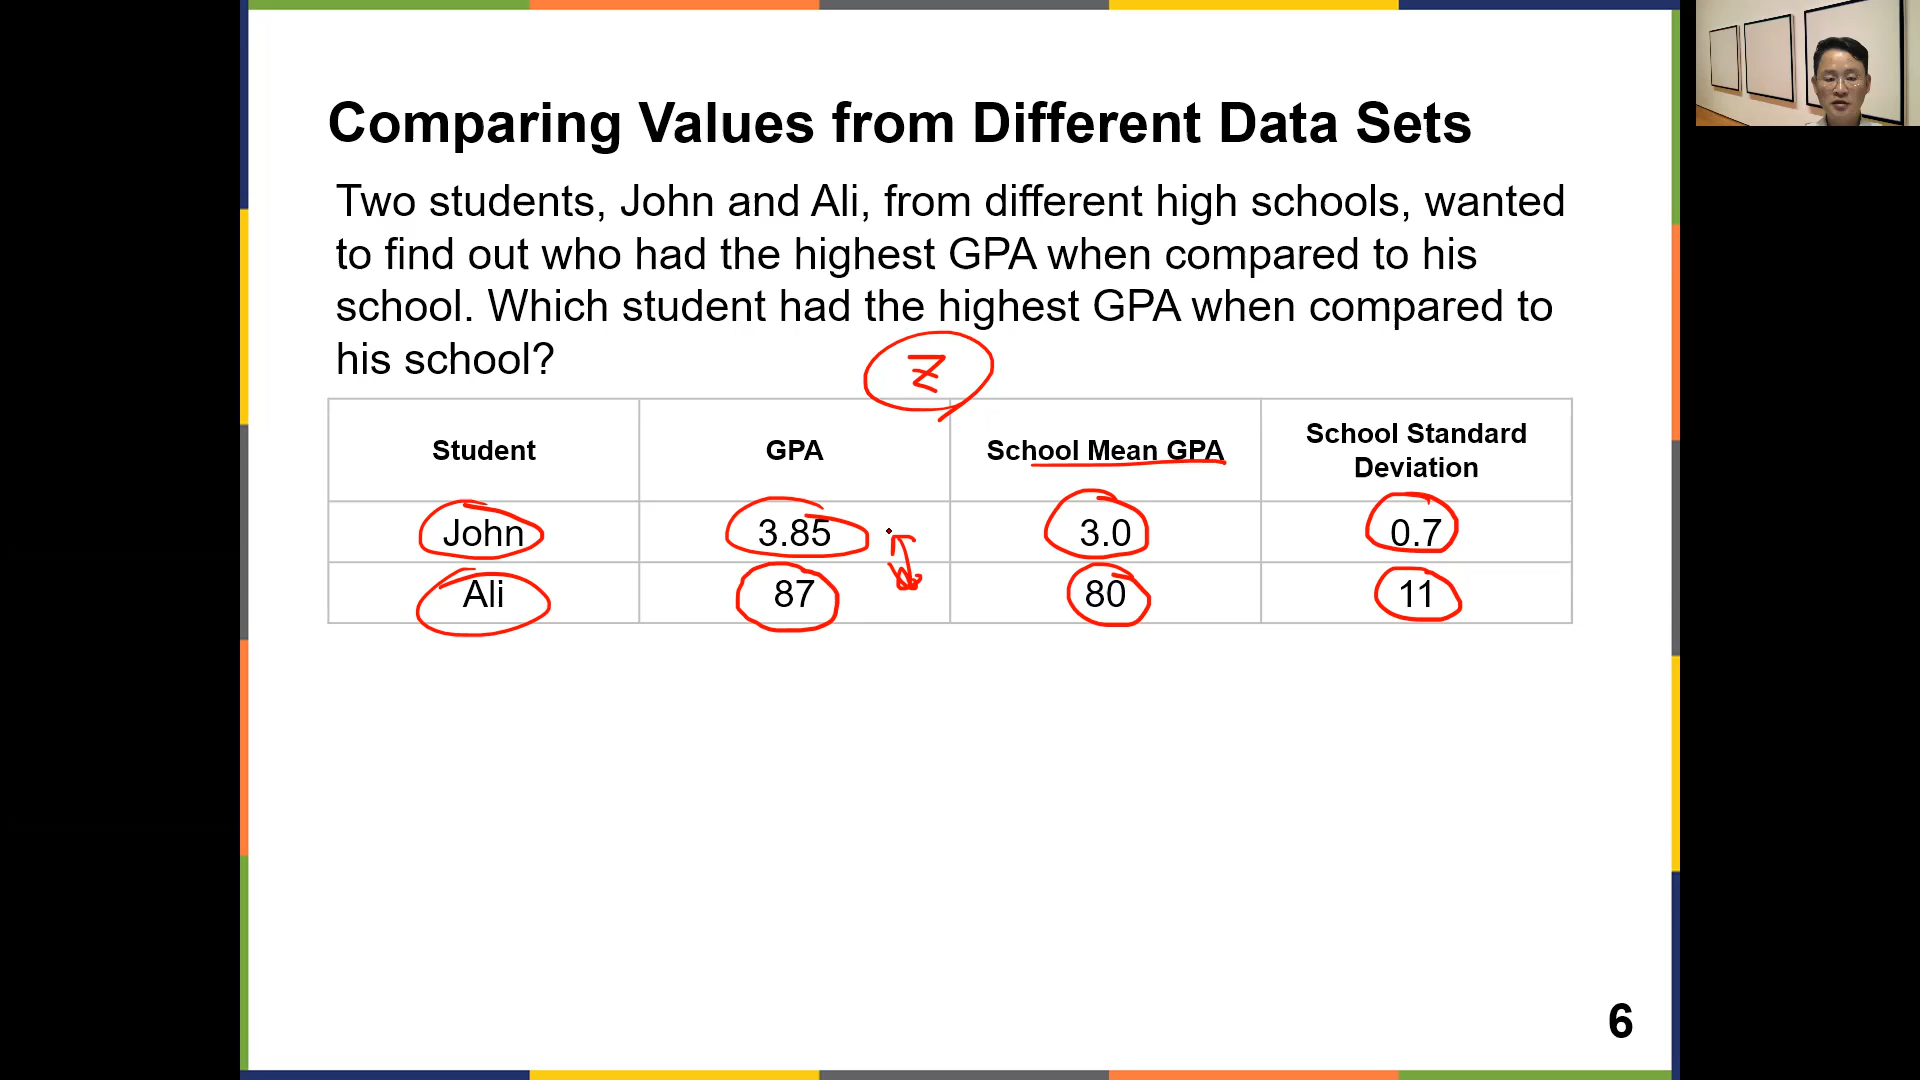 Comparing Values from Different Data Sets
Two students, John and Ali, from different high schools, wanted
to find out who had the highest GPA when compared to his
school. Which student had the highest GPA when compared to
his school?
Z
Student GPA School Mean GPA School Standard Deviation
John 3.85 3.0 0.7
Ali 87 80 11
6